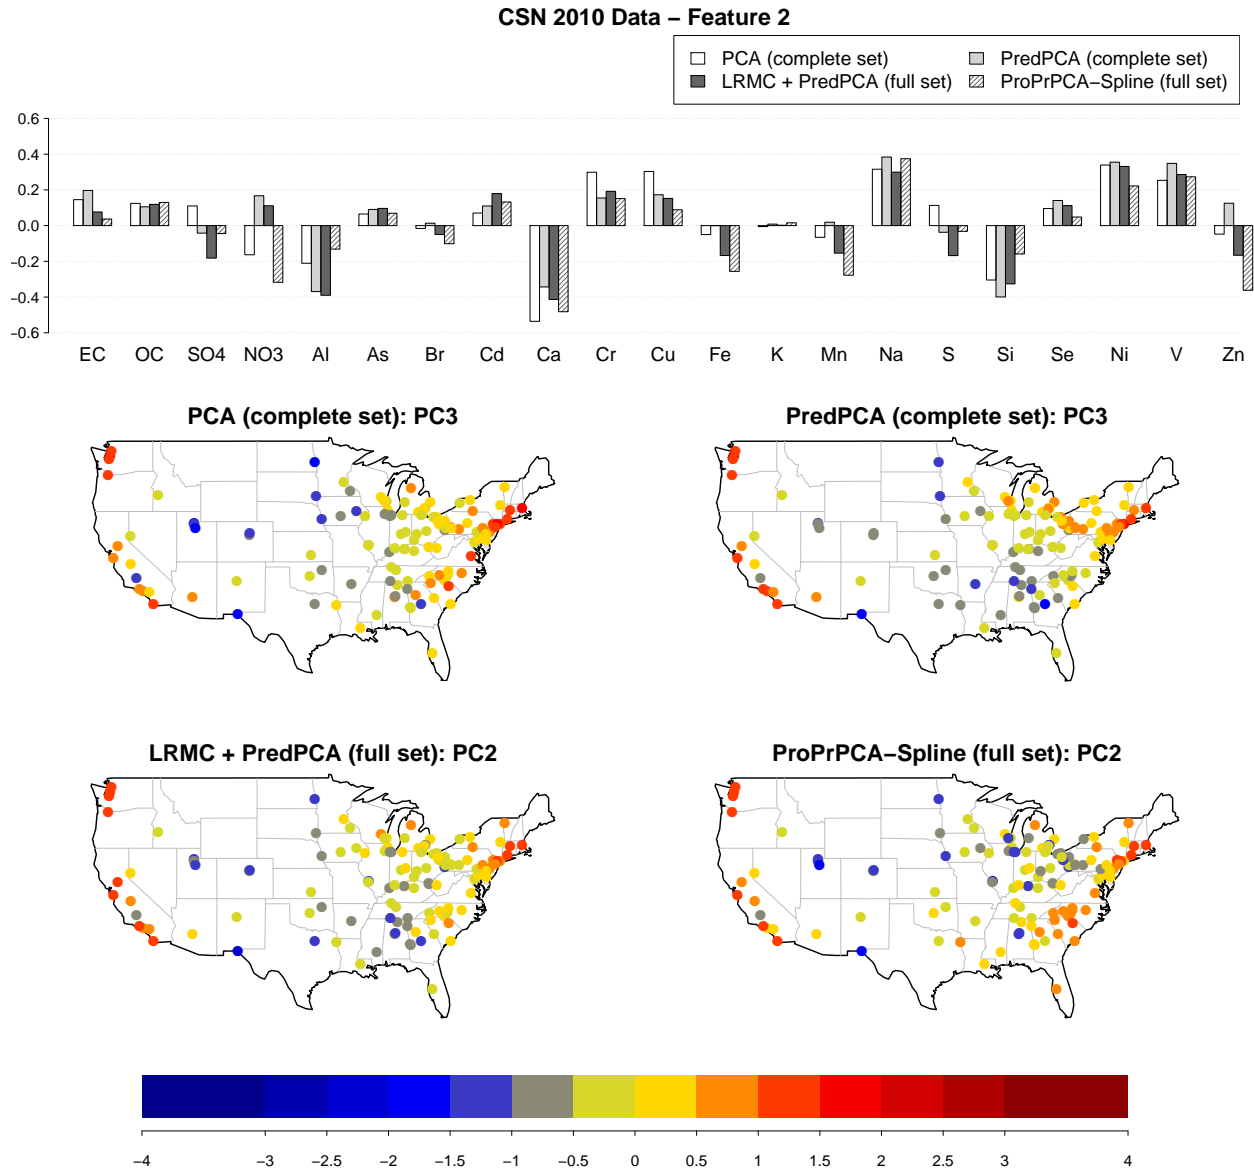 CSN 2010 Data − Feature 2
PCA (complete set) PredPCA (complete set)
LRMC + PredPCA (full set) ProPrPCA−Spline (full set)
0.6
0.4
0.2
0.0
−0.2
−0.4
−0.6
EC OC SO4 NO3 Al As Br Cd Ca Cr Cu Fe K Mn Na S Si Se Ni V Zn
PCA (complete set): PC3 PredPCA (complete set): PC3
LRMC + PredPCA (full set): PC2 ProPrPCA−Spline (full set): PC2
−4 −3 −2.5 −2 −1.5 −1 −0.5 0 0.5 1 1.5 2 2.5 3 4